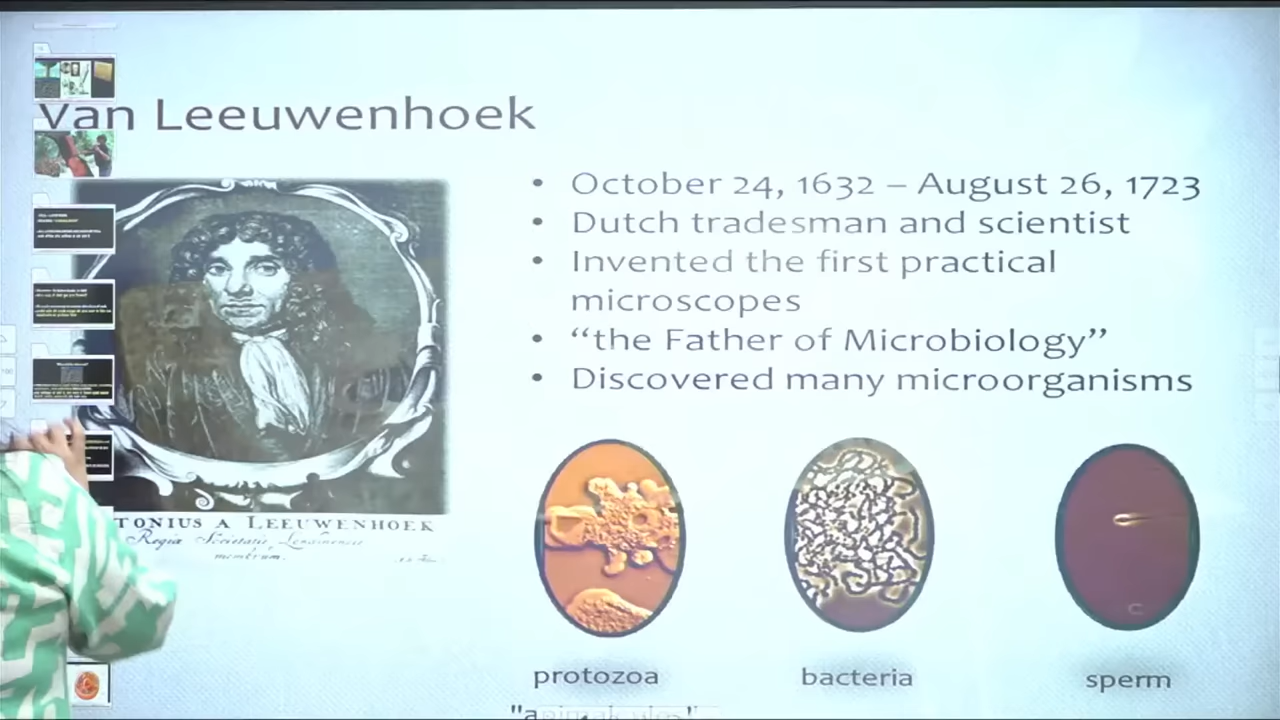 van Leeuwenhoek
• October 24, 1632 – August 26, 1723
• Dutch tradesman and scientist
• Invented the first practical
microscopes
• “the Father of Microbiology”
• Discovered many microorganisms
TONIUS A LEEUWENHOEK
Regiæ Societatis Londinensis
membrum.
protozoa
bacteria
sperm